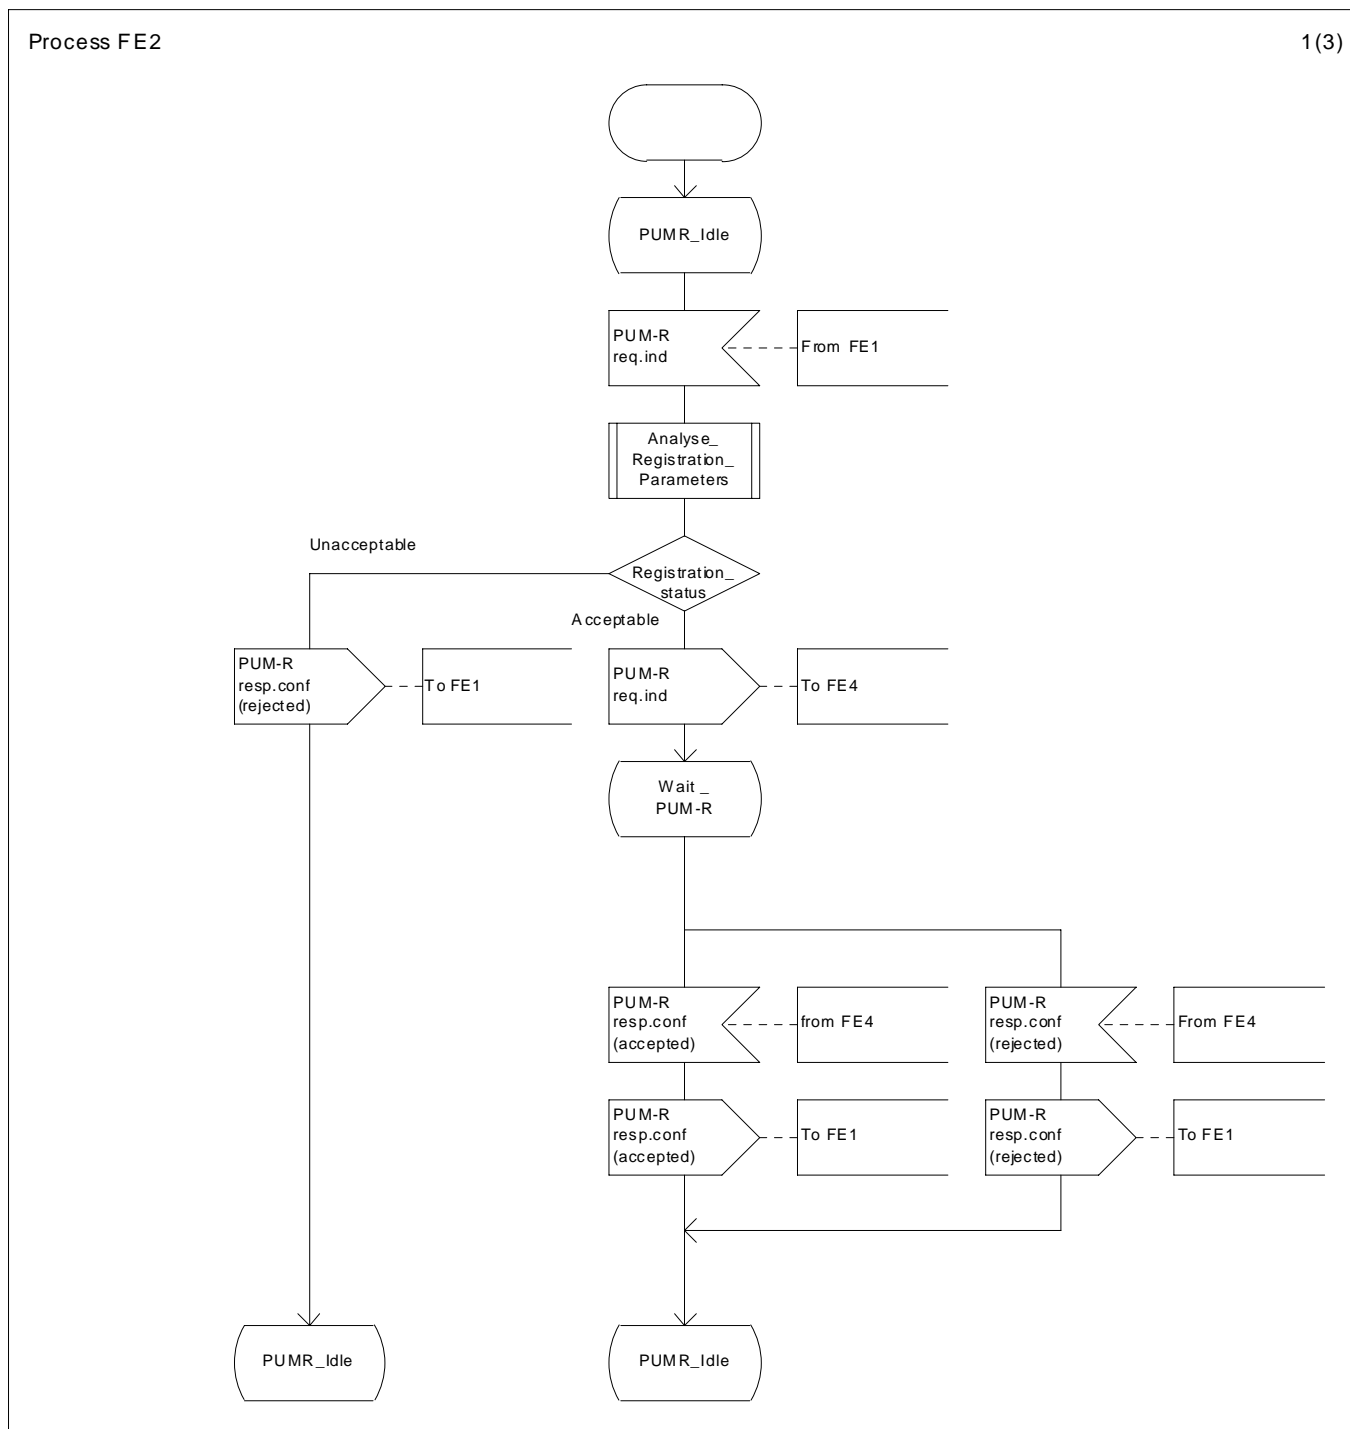 Process FE2
1(3)
PUMR_Idle
PUM-R
req.ind
From FE1
Analyse_
Registration_
Parameters
Unacceptable
Registration_
status
Acceptable
PUM-R
resp.conf
(rejected)
To FE1
PUM-R
req.ind
To FE4
Wait_
PUM-R
PUM-R
resp.conf
(accepted)
from FE4
PUM-R
resp.conf
(rejected)
From FE4
PUM-R
resp.conf
(accepted)
To FE1
PUM-R
resp.conf
(rejected)
To FE1
PUMR_Idle
PUMR_Idle